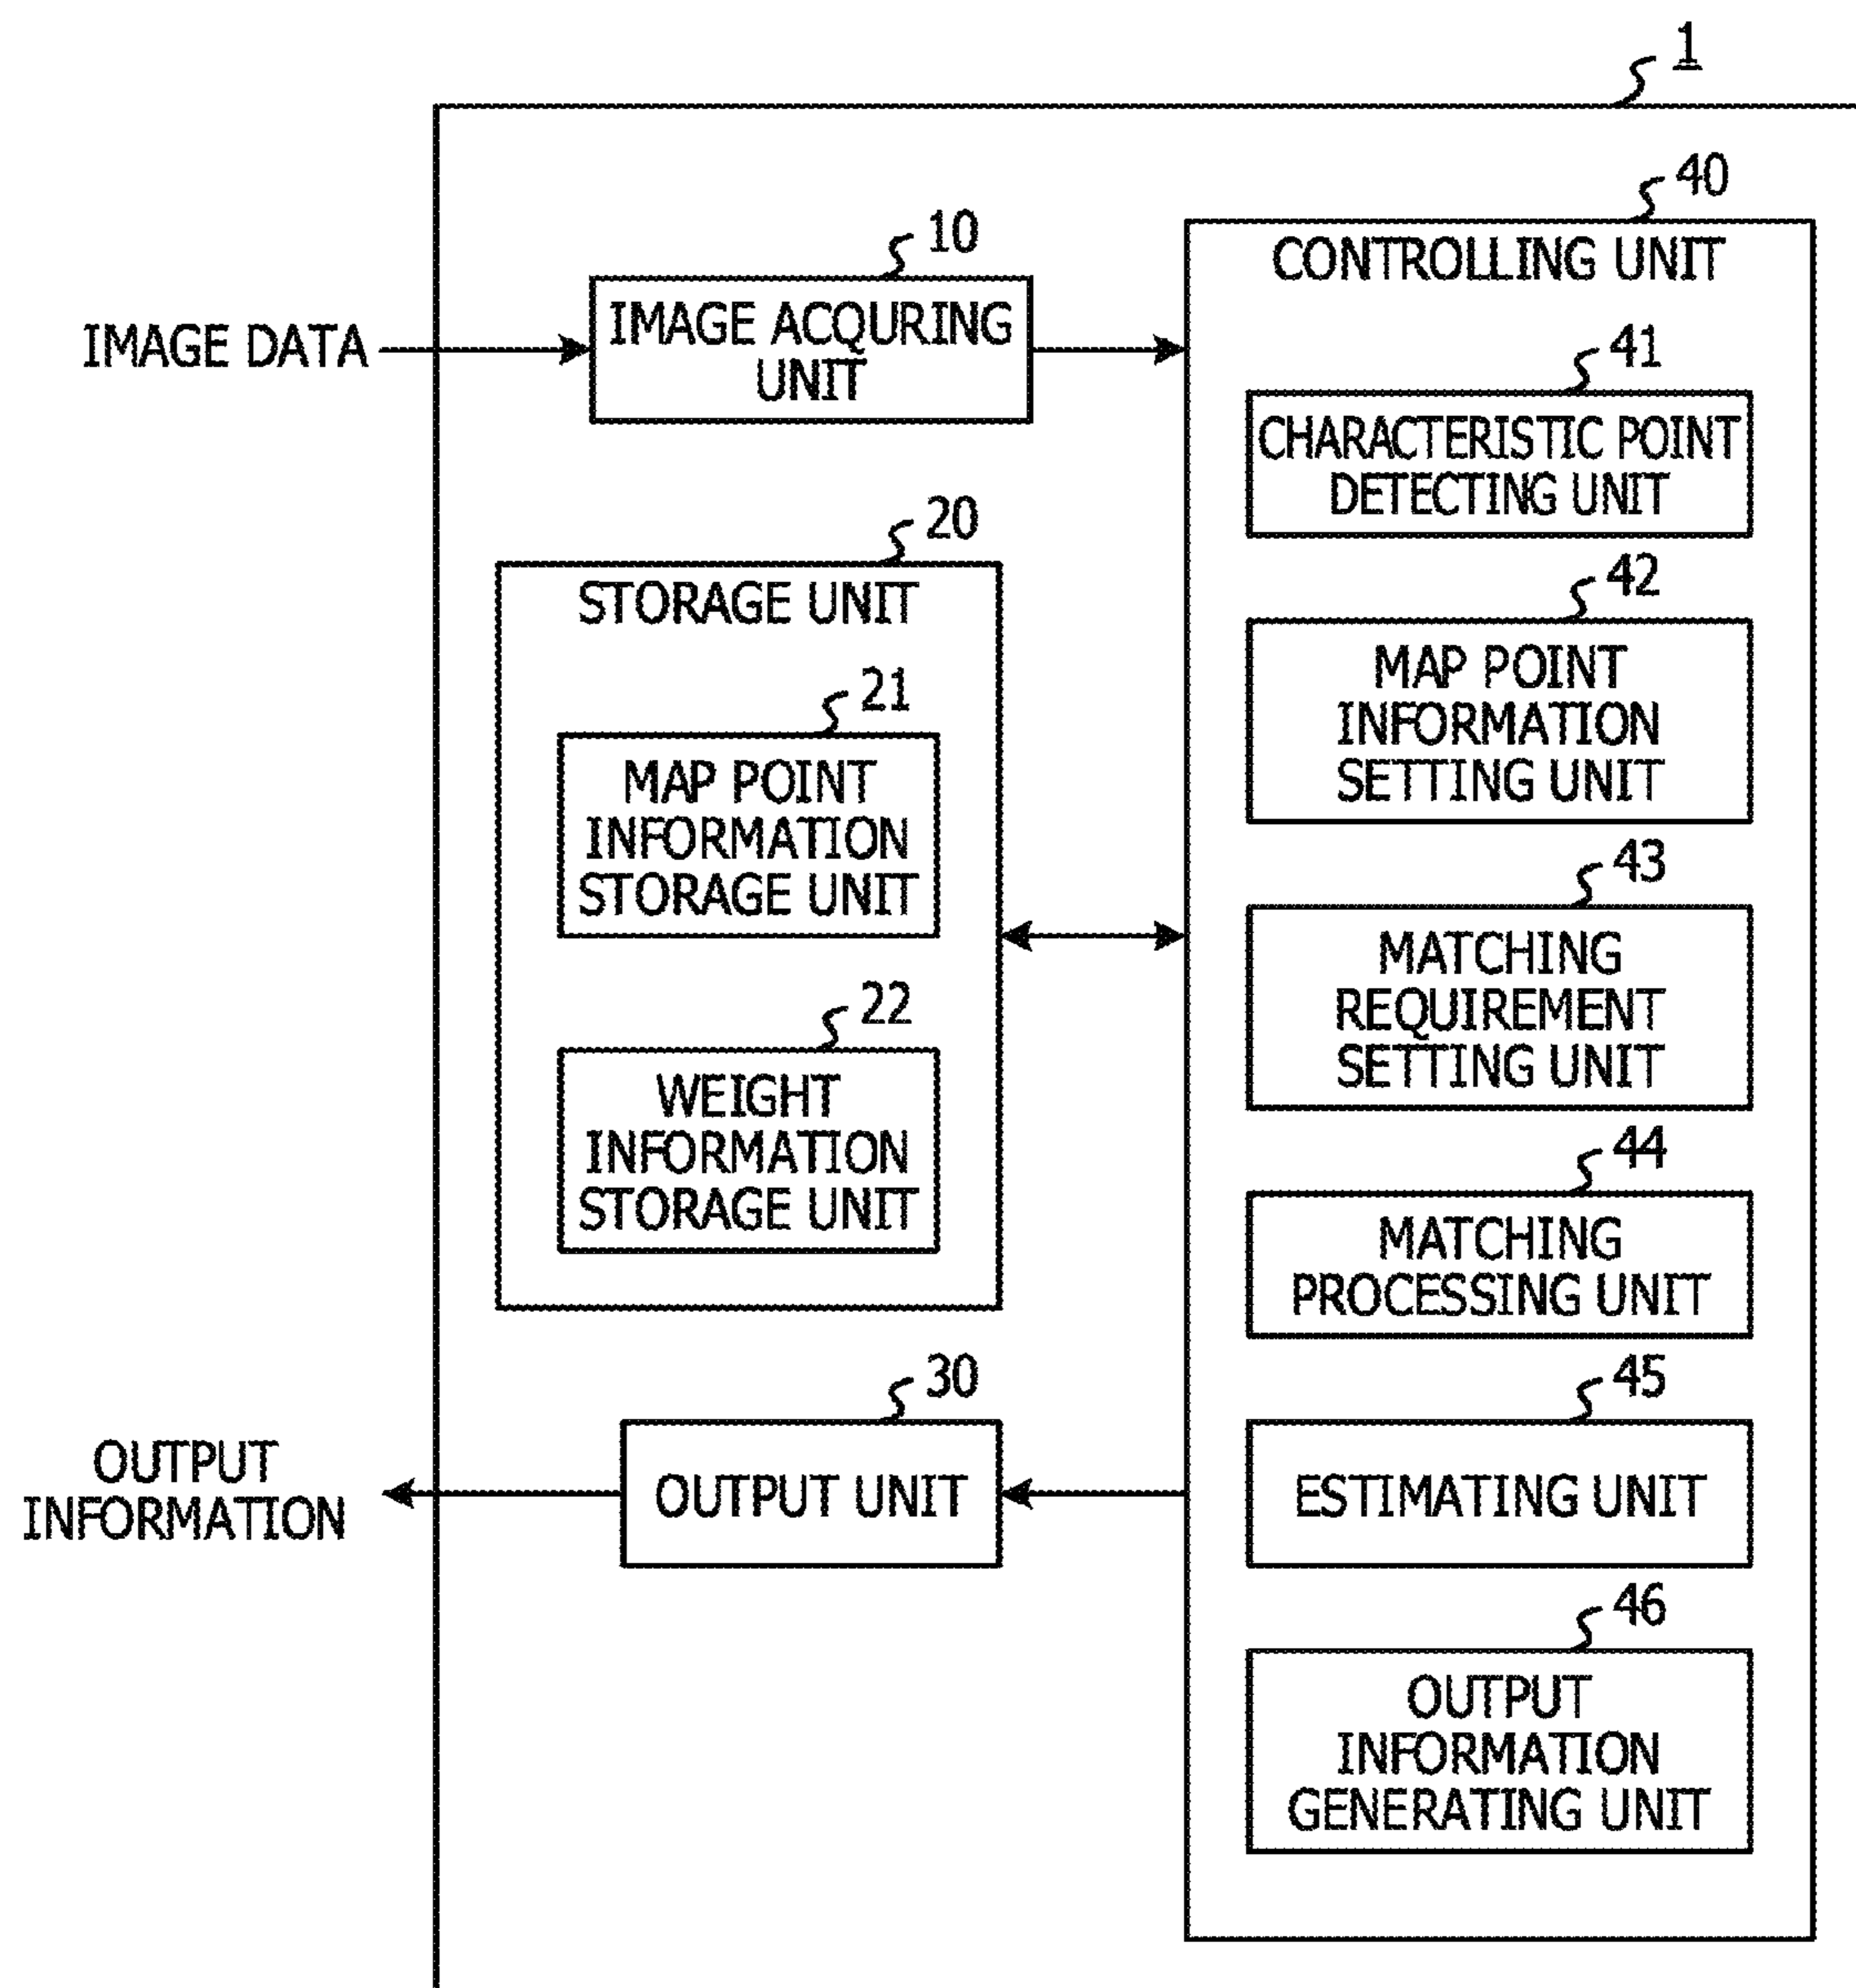 1
40
CONTROLLING UNIT
10
IMAGE ACQURING
UNIT
IMAGE DATA
41
CHARACTERISTIC POINT
DETECTING UNIT
20
STORAGE UNIT
42
MAP POINT
INFORMATION
SETTING UNIT
21
MAP POINT
INFORMATION
STORAGE UNIT
43
MATCHING
REQUIREMENT
SETTING UNIT
22
WEIGHT
INFORMATION
STORAGE UNIT
44
MATCHING
PROCESSING UNIT
30
OUTPUT UNIT
OUTPUT
INFORMATION
45
ESTIMATING UNIT
46
OUTPUT
INFORMATION
GENERATING UNIT